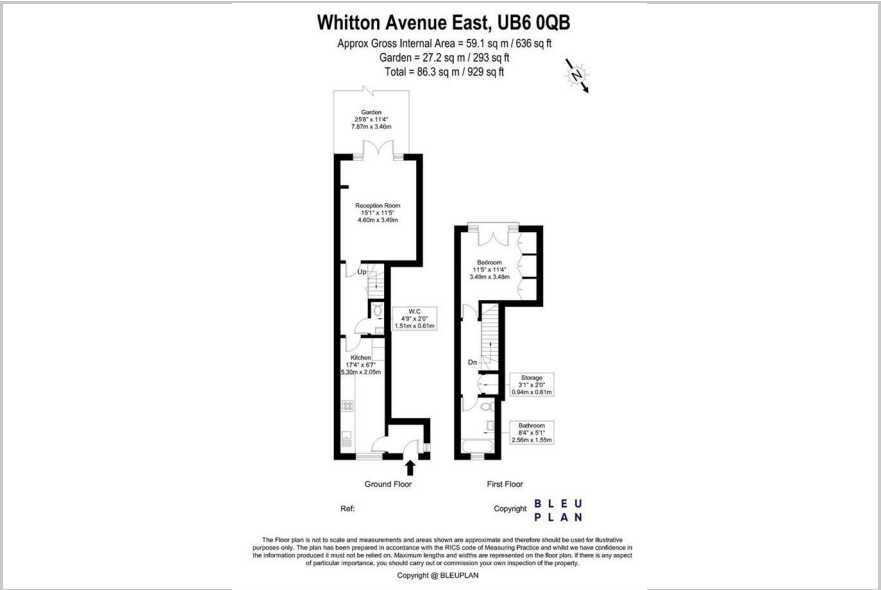 Whitton Avenue East, UB6 0QB
Approx Gross Internal Area = 59.1 sq m / 636 sq ft
Garden = 27.2 sq m / 293 sq ft
Total = 86.3 sq m / 929 sq ft
N
Garden
25'8" x 11'4"
7.87m x 3.46m
Reception Room
15'1" x 11'5"
4.60m x 3.49m
Up
W.C
4'9" x 2'0"
1.51m x 0.61m
Kitchen
17'4" x 6'7"
5.30m x 2.05m
Bedroom
11'5" x 11'4"
3.49m x 3.48m
Dn
Storage
3'1" x 2'0"
0.94m x 0.61m
Bathroom
8'4" x 5'1"
2.56m x 1.55m
Ground Floor
First Floor
Ref:
Copyright
BLEU
PLAN
The Floor plan is not to scale and measurements and areas shown are approximate and therefore should be used for illustrative
purposes only. The plan has been prepared in accordance with the RICS code of Measuring Practice and whilst we have confidence in
the information produced it must not be relied on. Maximum lengths and widths are represented on the floor plan. If there is any aspect
of particular importance, you should carry out or commission your own inspection of the property.
Copyright @ BLEUPLAN